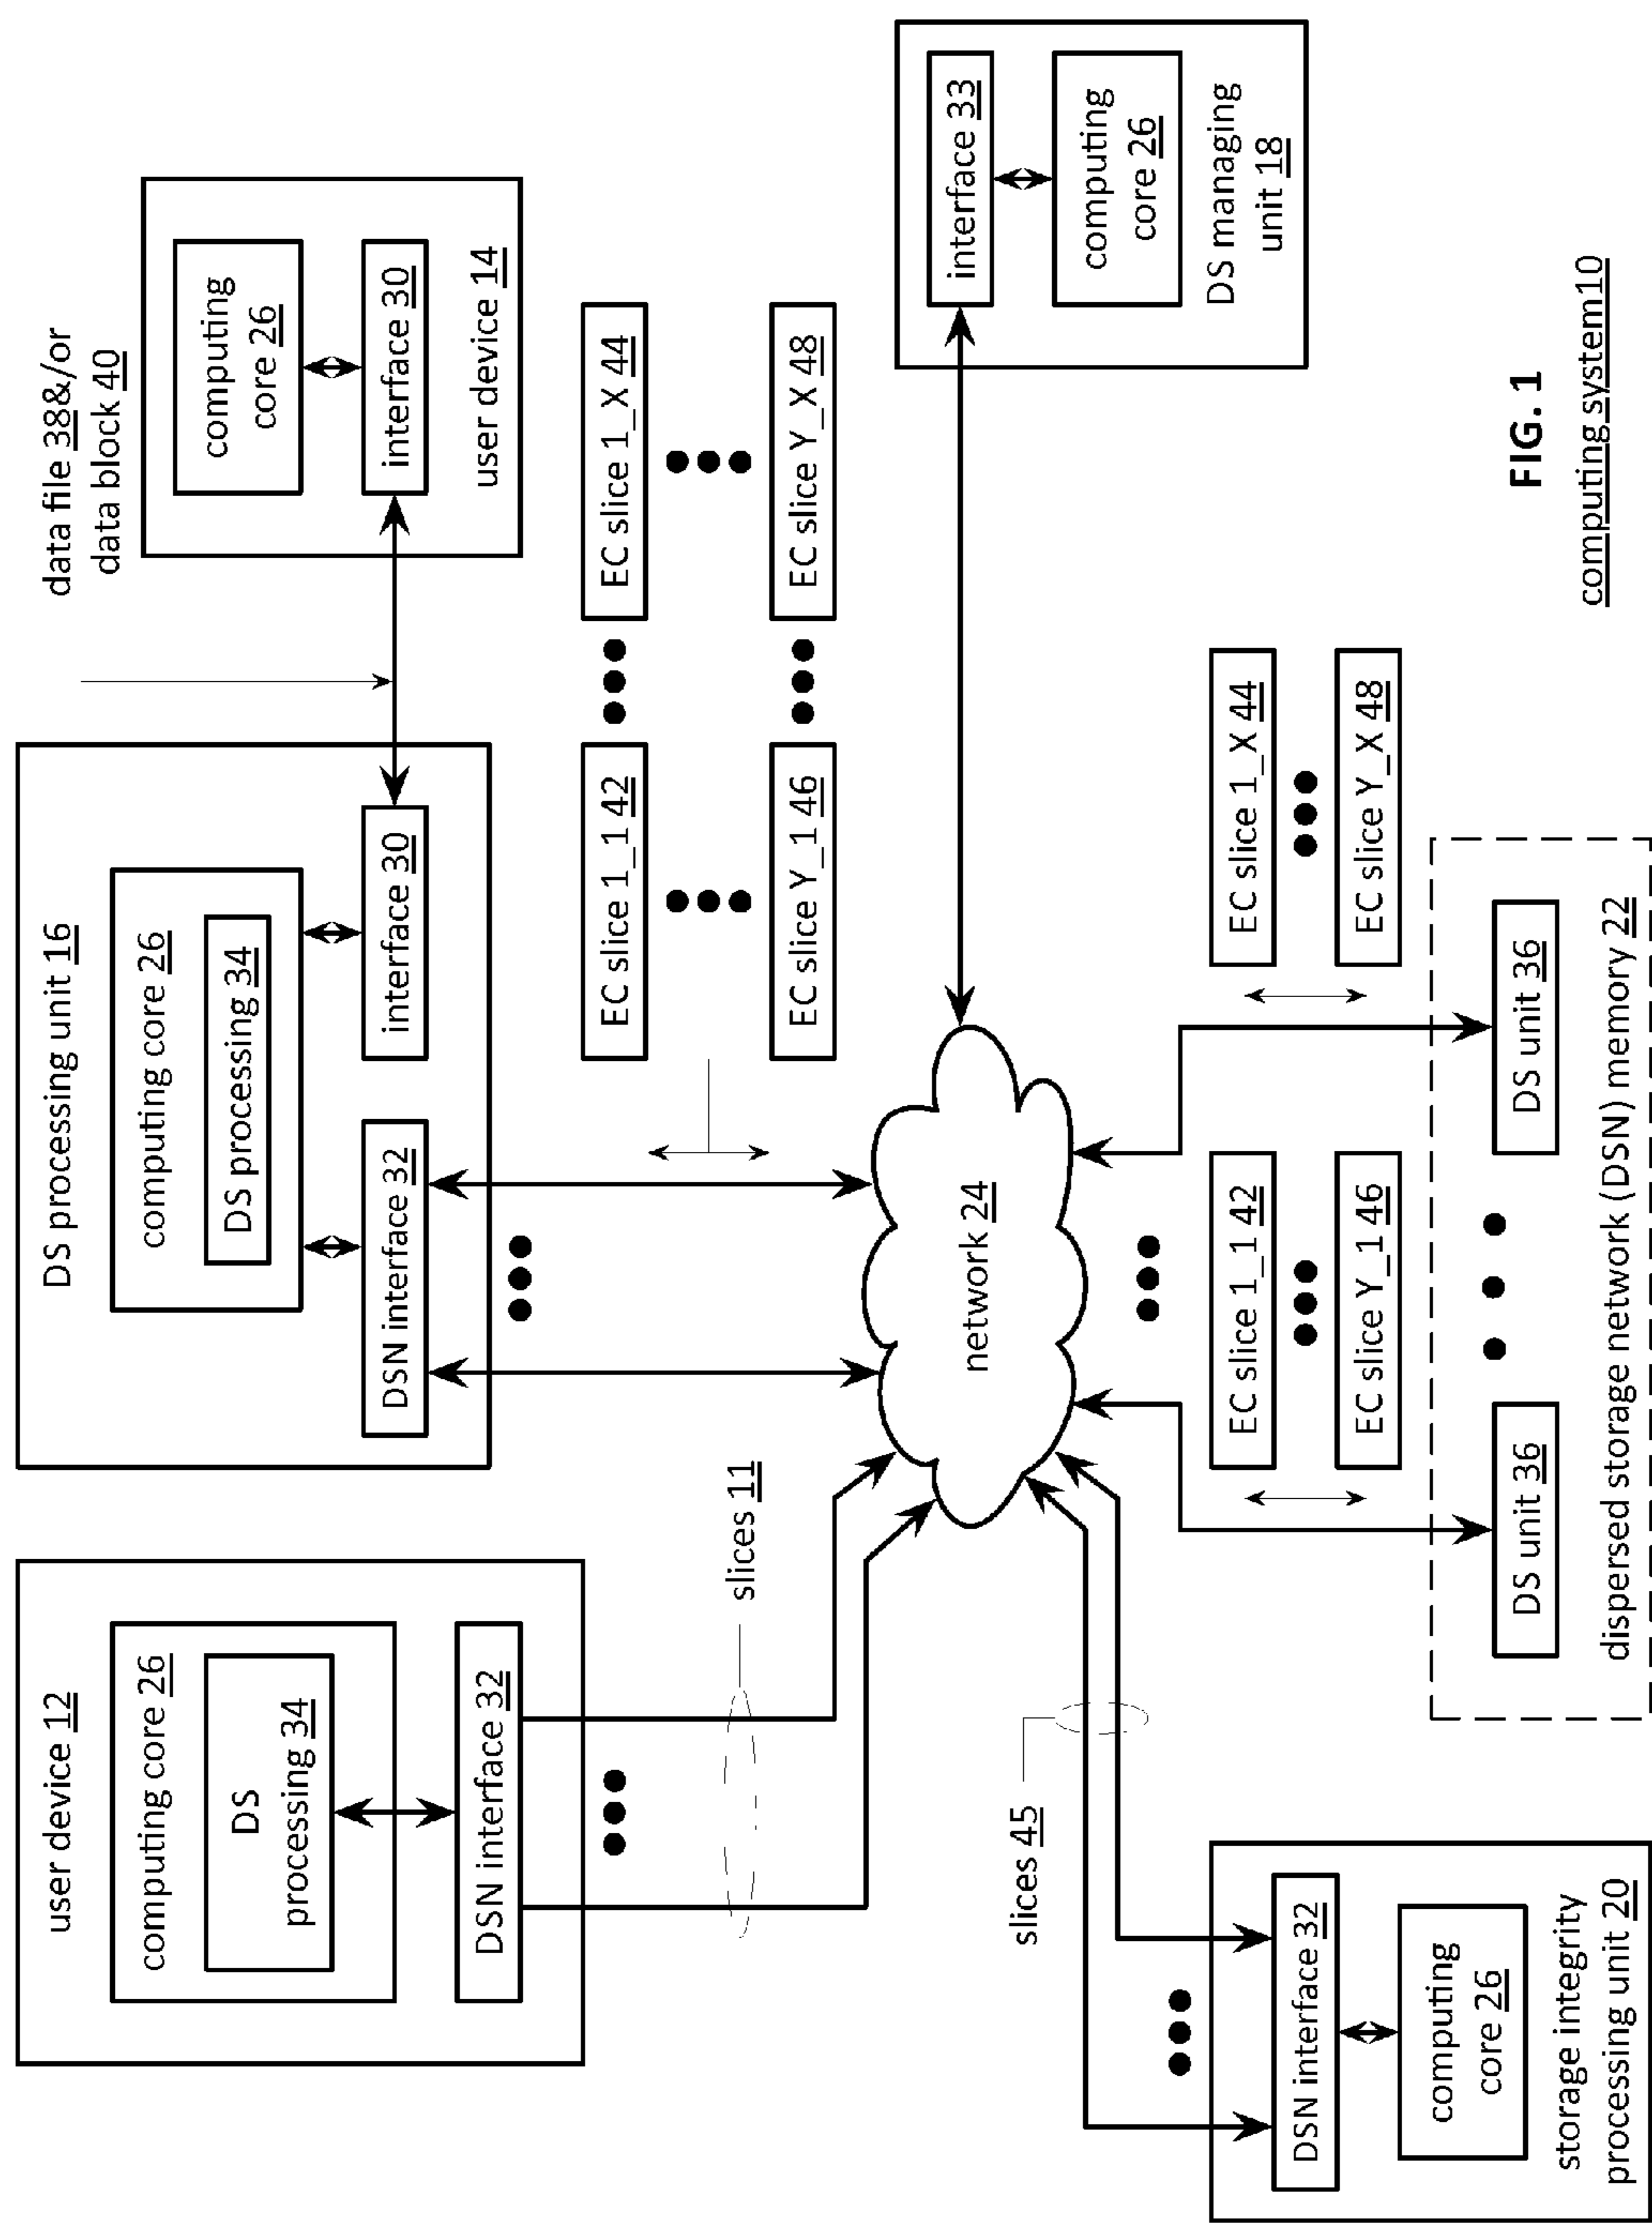 user device 12
computing core 26
DS
processing 34
DSN interface 32
slices 11
DS processing unit 16
computing core 26
DS processing 34
DSN interface 32
interface 30
data file 38&/or
data block 40
computing
core 26
interface 30
user device 14
EC slice 1_1 42
EC slice 1_X 44
EC slice Y_1 46
EC slice Y_X 48
network 24
interface 33
computing
core 26
DS managing
unit 18
slices 45
DSN interface 32
computing
core 26
storage integrity
processing unit 20
EC slice 1_1 42
EC slice Y_1 46
EC slice 1_X 44
EC slice Y_X 48
DS unit 36
DS unit 36
dispersed storage network (DSN) memory 22
FIG. 1
computing system10